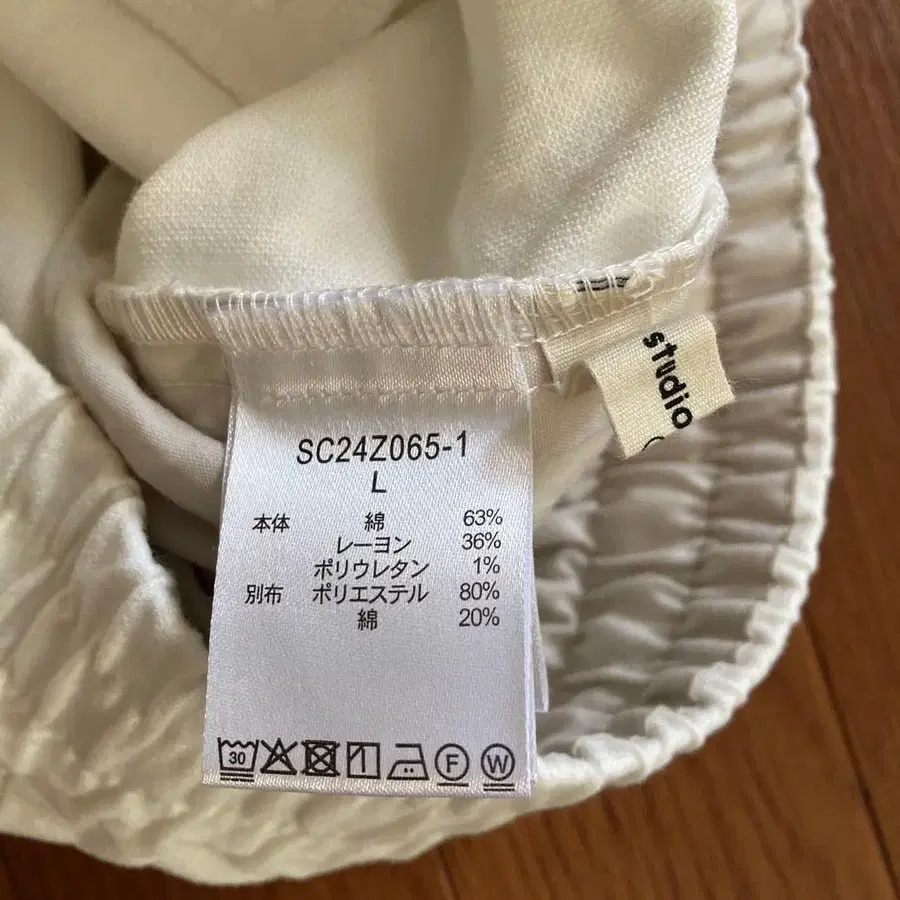 studio
SC24Z065-1
L
本体 綿 63%
レーヨン 36%
ポリウレタン 1%
別布 ポリエステル 80%
綿 20%
30 F W